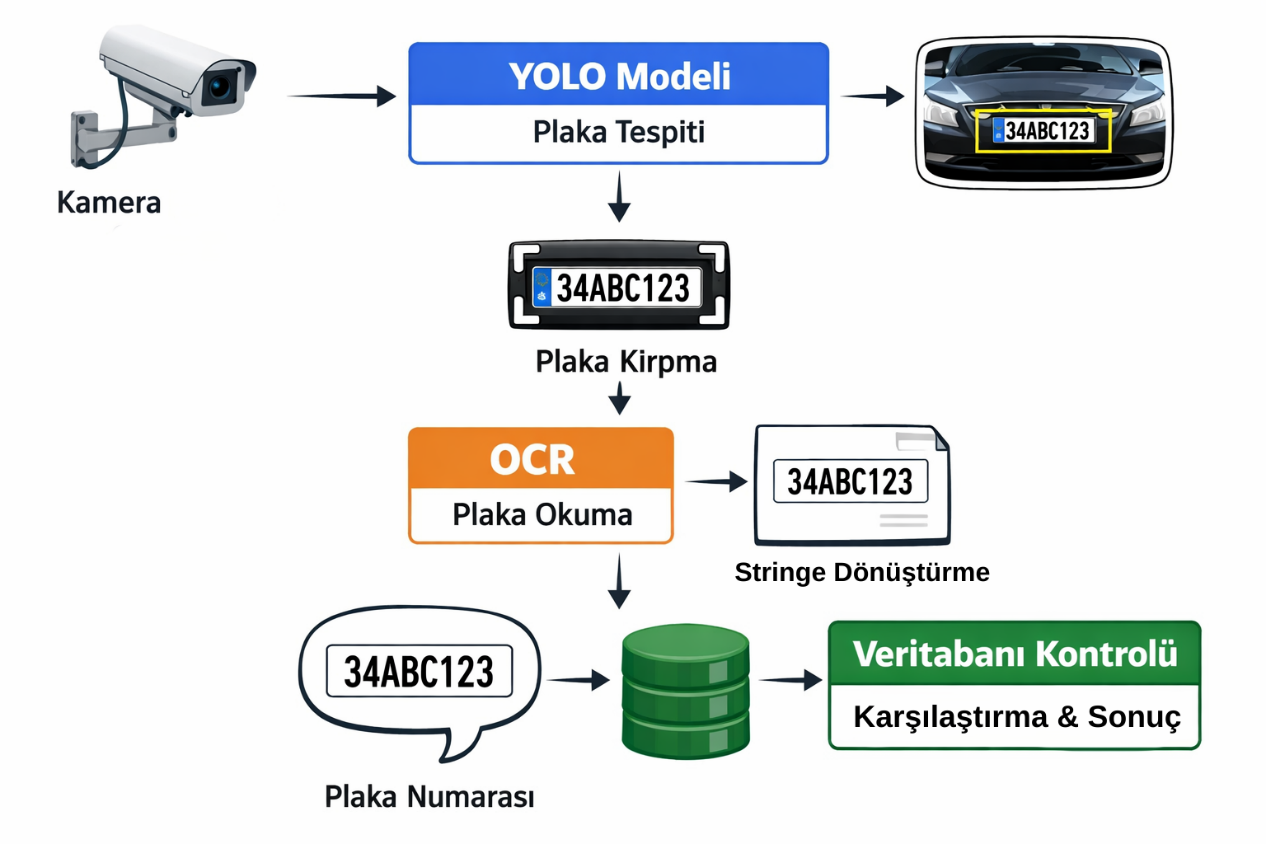 YOLO Modeli
Plaka Tespiti
34ABC123
Kamera
34ABC123
Plaka Kirpma
OCR
Plaka Okuma
34ABC123
Stringe Dönüştürme
34ABC123
Plaka Numarası
Veritabanı Kontrolü
Karşılaştırma & Sonuç